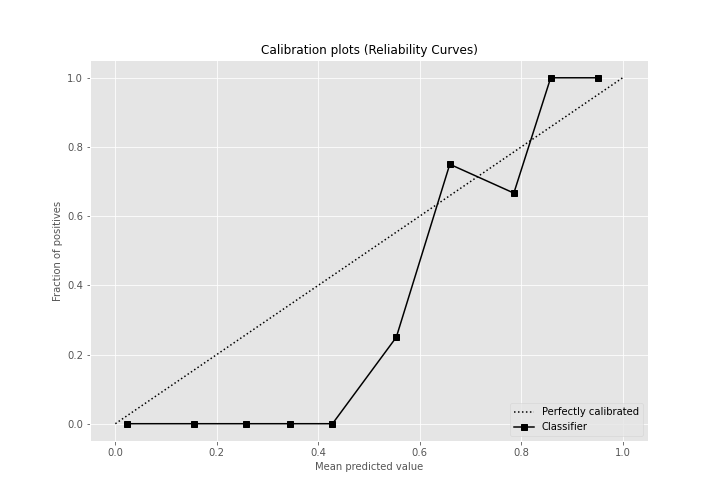 Calibration plots (Reliability Curves)
1.0
0.8
0.6
0.4
0.2
0.0
Fraction of positives
0.0 0.2 0.4 0.6 0.8 1.0
Mean predicted value
Perfectly calibrated
Classifier